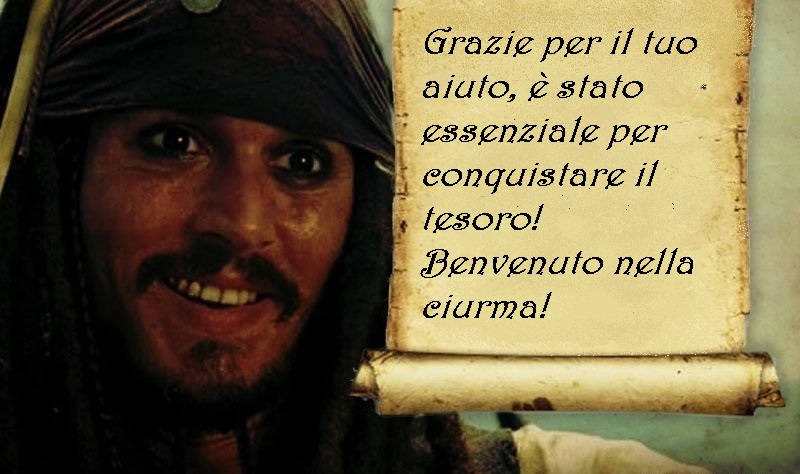 Grazie per il tuo
aiuto, è stato
essenziale per
conquistare il
tesoro!
Benvenuto nella
ciurma!